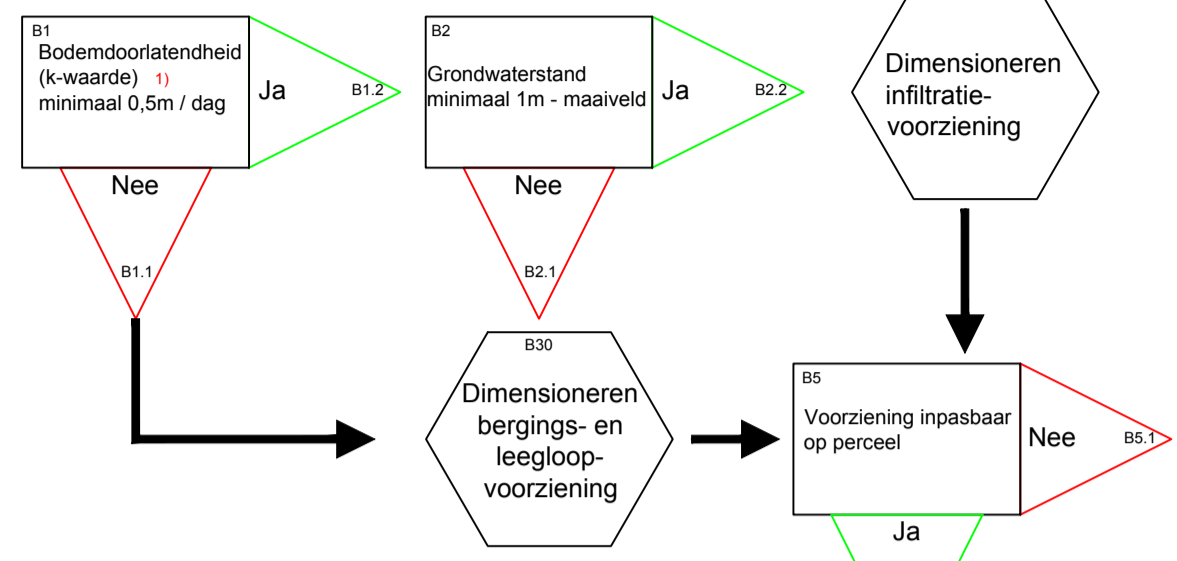 B1
Bodemdoorlatendheid
(k-waarde) 1)
minimaal 0,5m / dag
Ja
B1.2
Nee
B1.1
B2
Grondwaterstand
minimaal 1m - maaiveld
Ja
B2.2
Nee
B2.1
Dimensioneren
infiltratie-
voorziening
B30
Dimensioneren
bergings- en
leegloop-
voorziening
B5
Voorziening inpasbaar
op perceel
Nee
B5.1
Ja